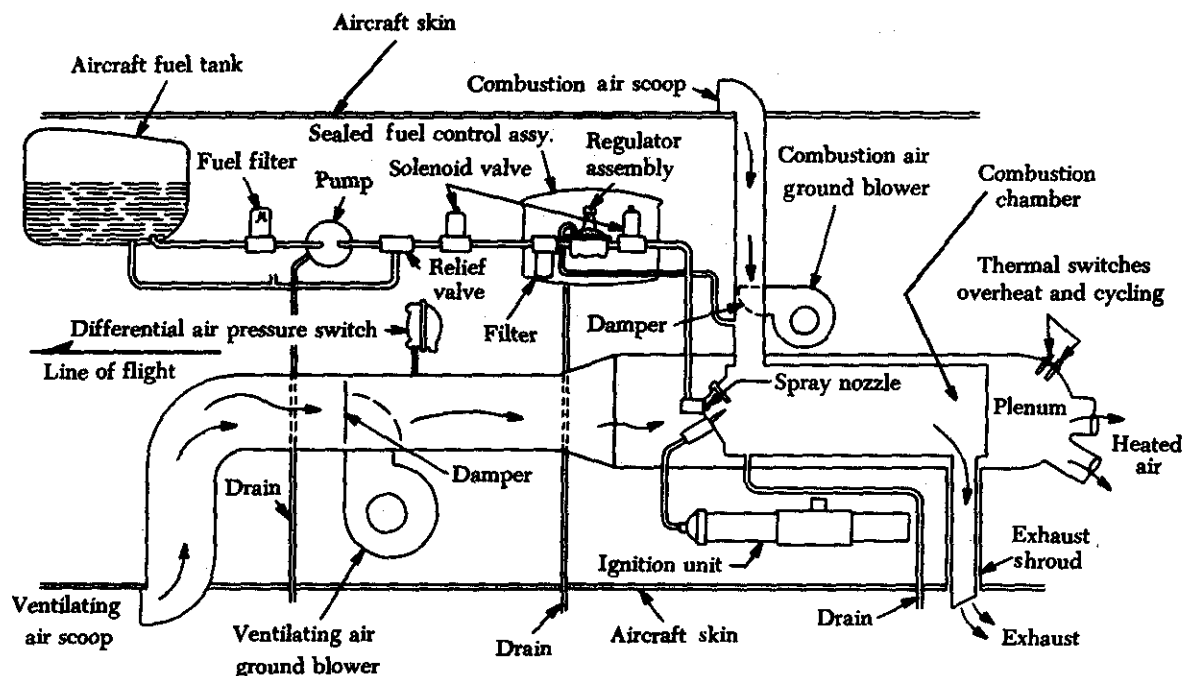 Aircraft skin
Aircraft fuel tank
Combustion air scoop
Sealed fuel control assy.
Regulator
assembly
Fuel filter
Solenoid valve
Pump
Combustion air
ground blower
Combustion
chamber
Relief
valve
Thermal switches
overheat and cycling
Differential air pressure switch
Filter
Damper
Line of flight
Spray nozzle
Plenum
Heated
air
Damper
Drain
Ignition unit
Exhaust
shroud
Ventilating
air scoop
Ventilating air
ground blower
Drain
Aircraft skin
Drain
Exhaust